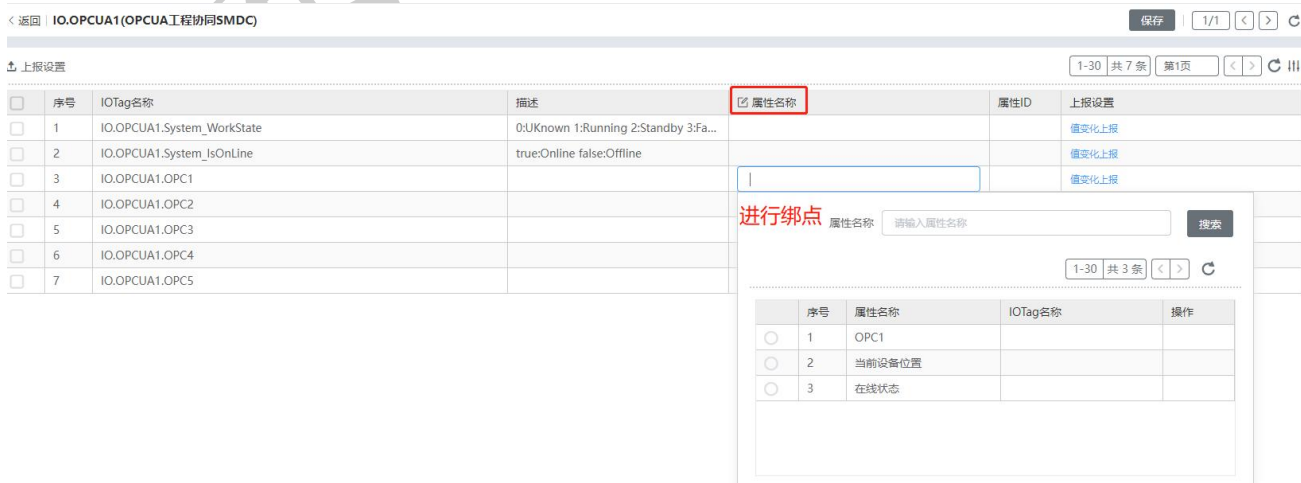 返回 IO.OPCUA1(OPCUA工程协同SMDC) 保存 1/1
上报设置 1-30 共 7 条 第1页
序号 IOTag名称 描述 属性名称 属性ID 上报设置
1 IO.OPCUA1.System_WorkState 0:UKnown 1:Running 2:Standby 3:Fa... 值变化上报
2 IO.OPCUA1.System_IsOnLine true:Online false:Offline 值变化上报
3 IO.OPCUA1.OPC1 值变化上报
4 IO.OPCUA1.OPC2
5 IO.OPCUA1.OPC3
6 IO.OPCUA1.OPC4
7 IO.OPCUA1.OPC5
进行绑点 属性名称 请输入属性名称 搜索
1-30 共 3 条
序号 属性名称 IOTag名称 操作
1 OPC1
2 当前设备位置
3 在线状态